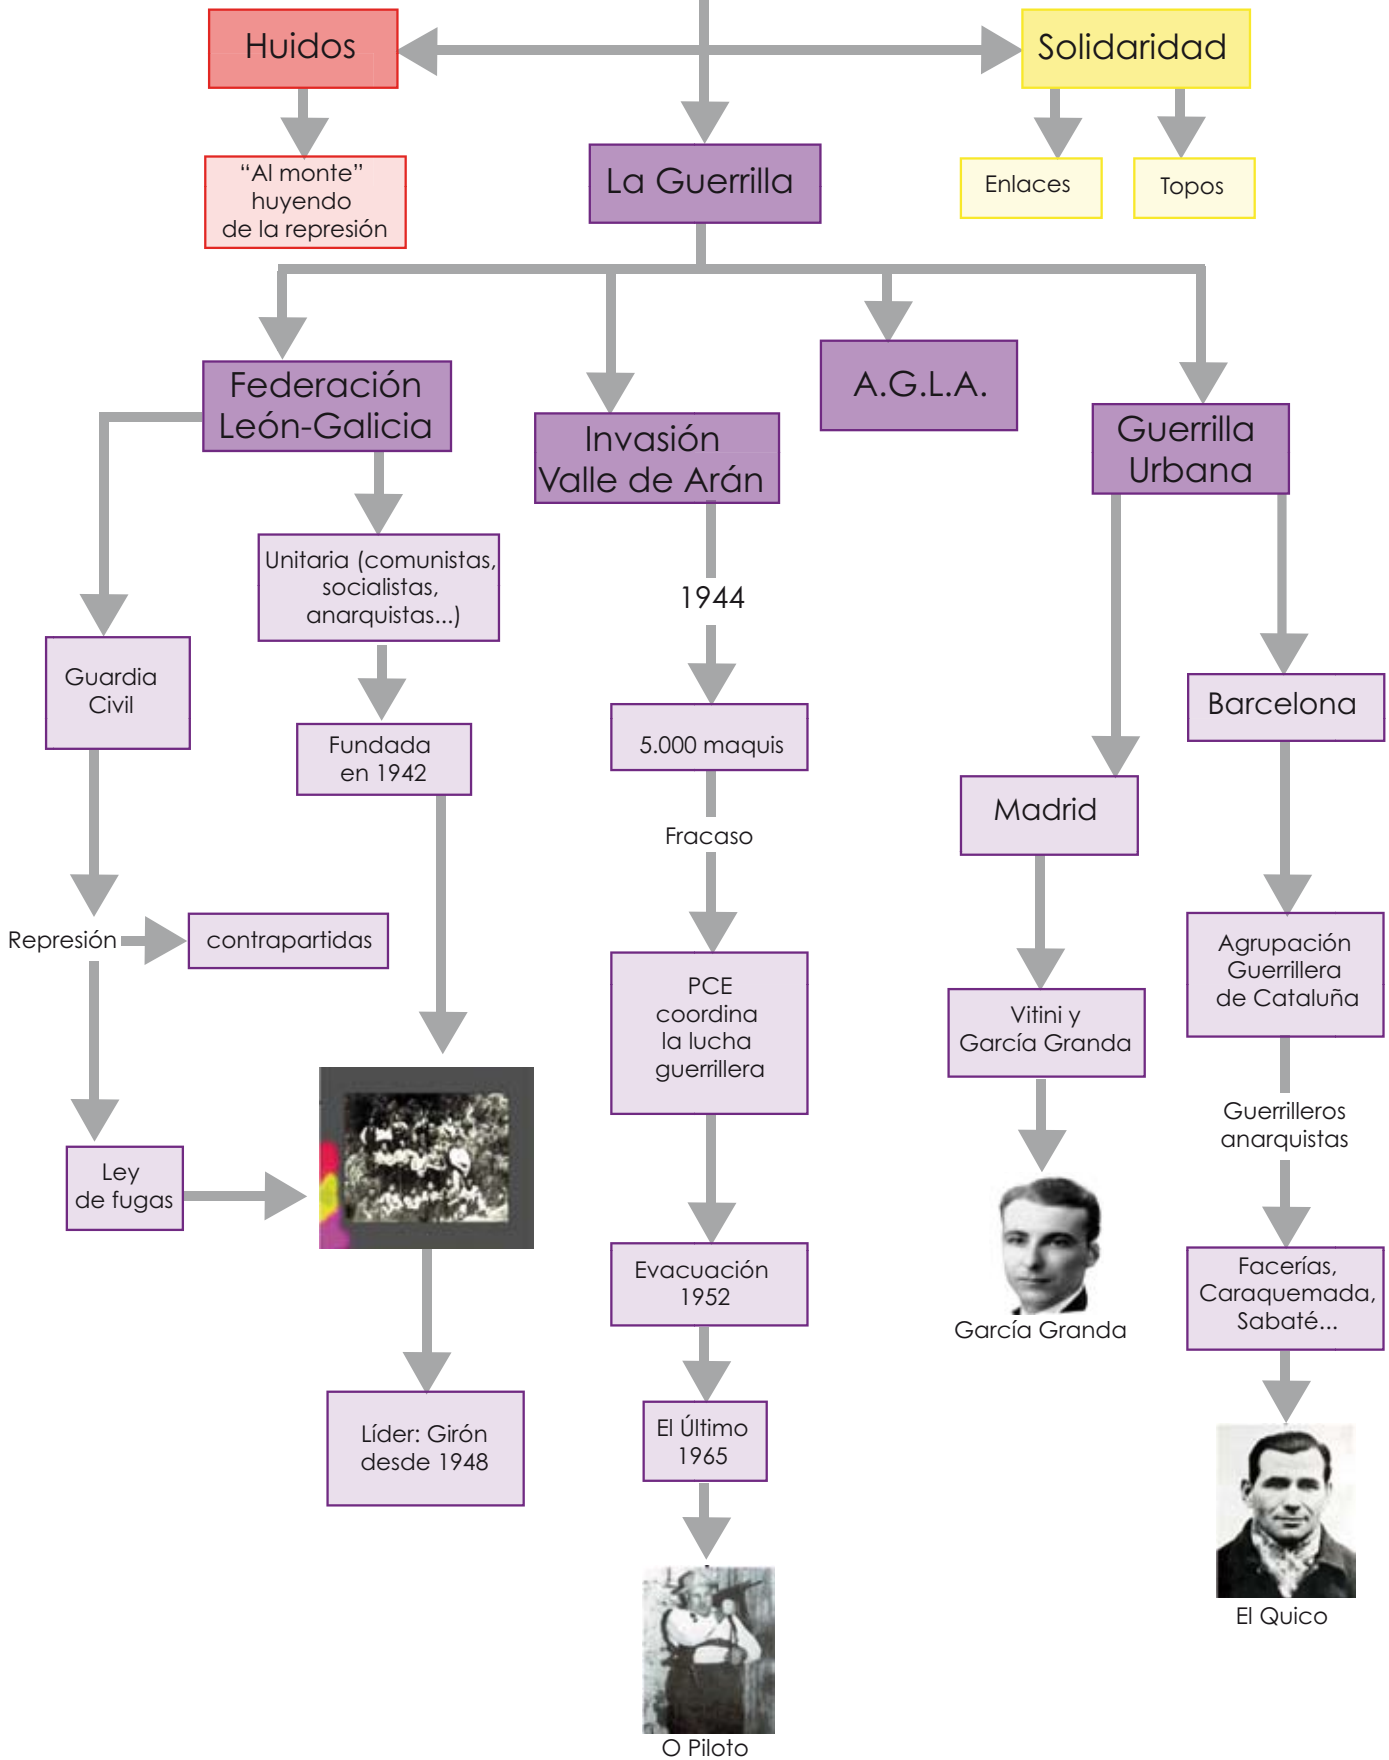 Huidos
Solidaridad
“Al monte”
huyendo
de la represión
La Guerrilla
Enlaces
Topos
Federación
León-Galicia
Invasión
Valle de Arán
A.G.L.A.
Guerrilla
Urbana
Unitaria (comunistas,
socialistas,
anarquistas...)
1944
Guardia
Civil
Barcelona
Fundada
en 1942
5.000 maquis
Madrid
Fracaso
Represión
contrapartidas
Agrupación
Guerrillera
de Cataluña
PCE
coordina
la lucha
guerrillera
Vitini y
García Granda
Guerrilleros
anarquistas
Ley
de fugas
Evacuación
1952
Facerías,
Caraquemada,
Sabaté...
García Granda
Líder: Girón
desde 1948
El Último
1965
El Quico
O Piloto